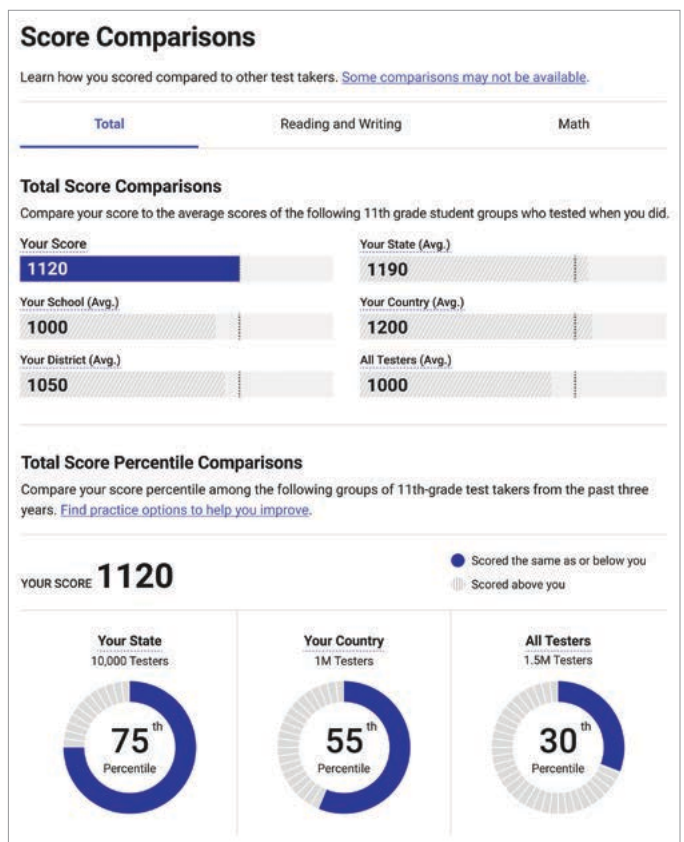 Score Comparisons
Learn how you scored compared to other test takers. Some comparisons may not be available.
Total
Reading and Writing
Math
Total Score Comparisons
Compare your score to the average scores of the following 11th grade student groups who tested when you did.
Your Score
1120
Your State (Avg.)
1190
Your School (Avg.)
1000
Your Country (Avg.)
1200
Your District (Avg.)
1050
All Testers (Avg.)
1000
Total Score Percentile Comparisons
Compare your score percentile among the following groups of 11th-grade test takers from the past three
years. Find practice options to help you improve.
YOUR SCORE 1120
Scored the same as or below you
Scored above you
Your State
10,000 Testers
75th
Percentile
Your Country
1M Testers
55th
Percentile
All Testers
1.5M Testers
30th
Percentile